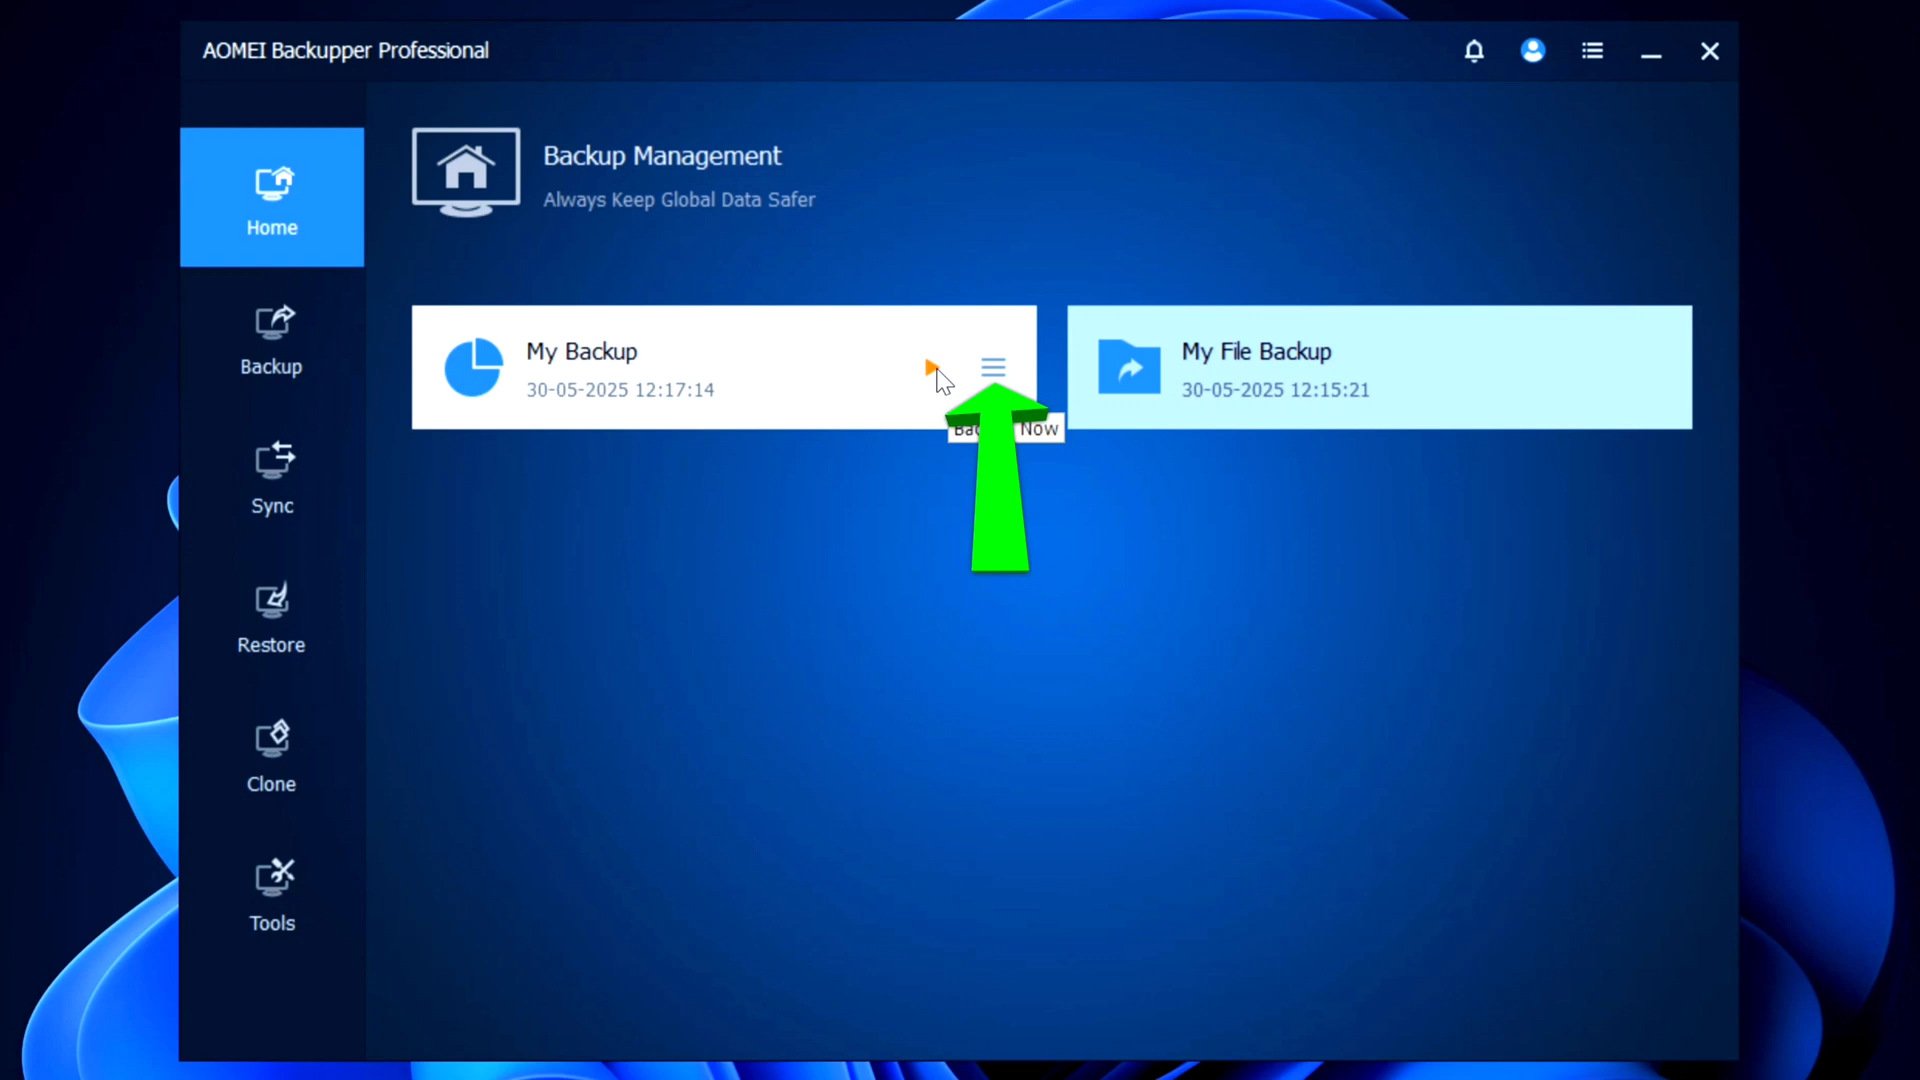 AOMEI Backupper Professional
Home
Backup
Sync
Restore
Clone
Tools
Backup Management
Always Keep Global Data Safer
My Backup
30-05-2025 12:17:14
Now
My File Backup
30-05-2025 12:15:21